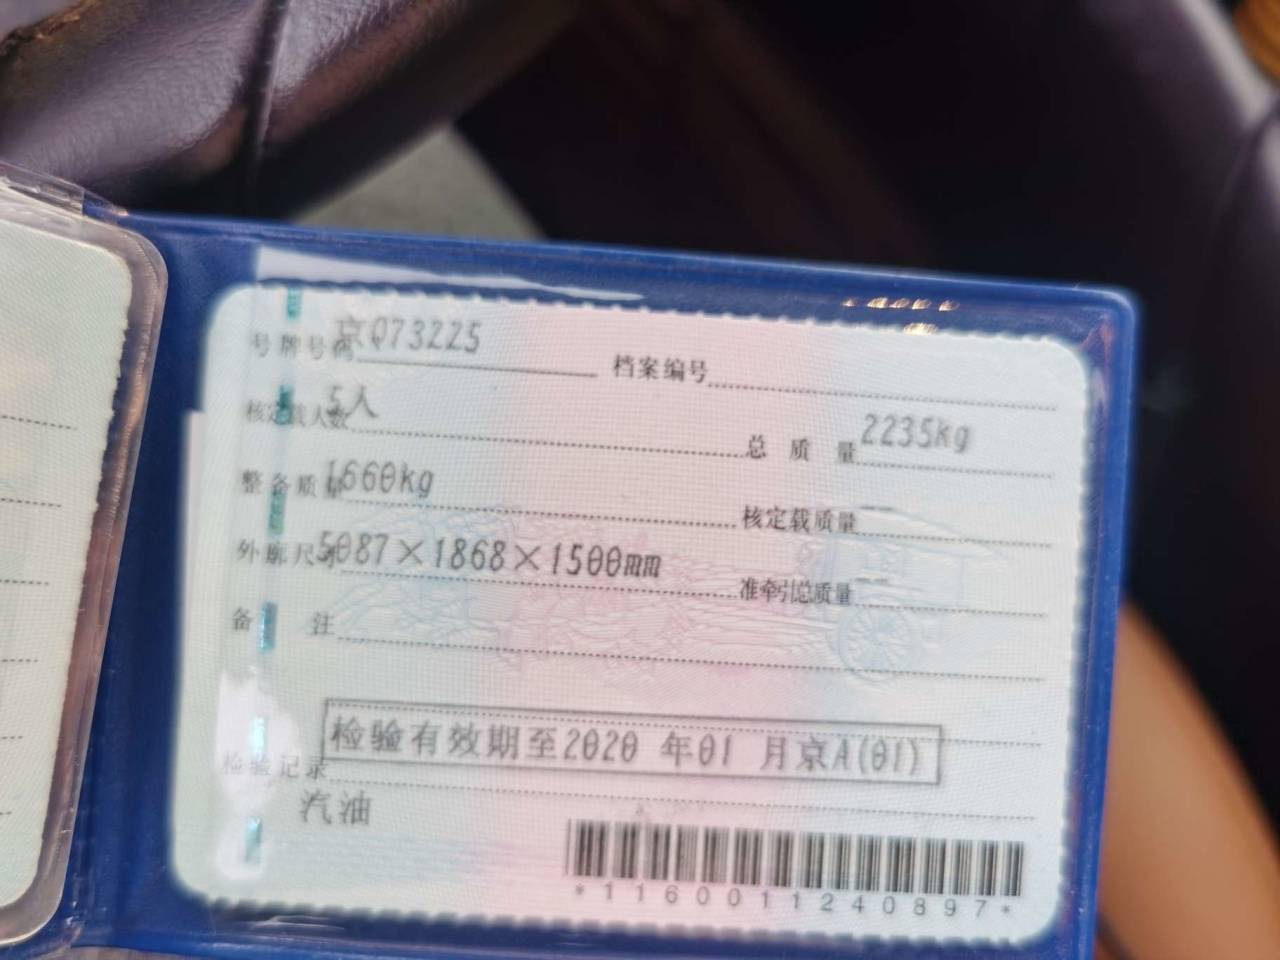 号牌号码 京Q73225 档案编号
核定载人数 5人 总质量 2235kg
整备质量 1660kg 核定载质量
外廓尺寸 5087×1868×1500mm 准牵引总质量
备注
检验有效期至2020 年01 月京A(01)
检验记录
汽油
*1160011240897*